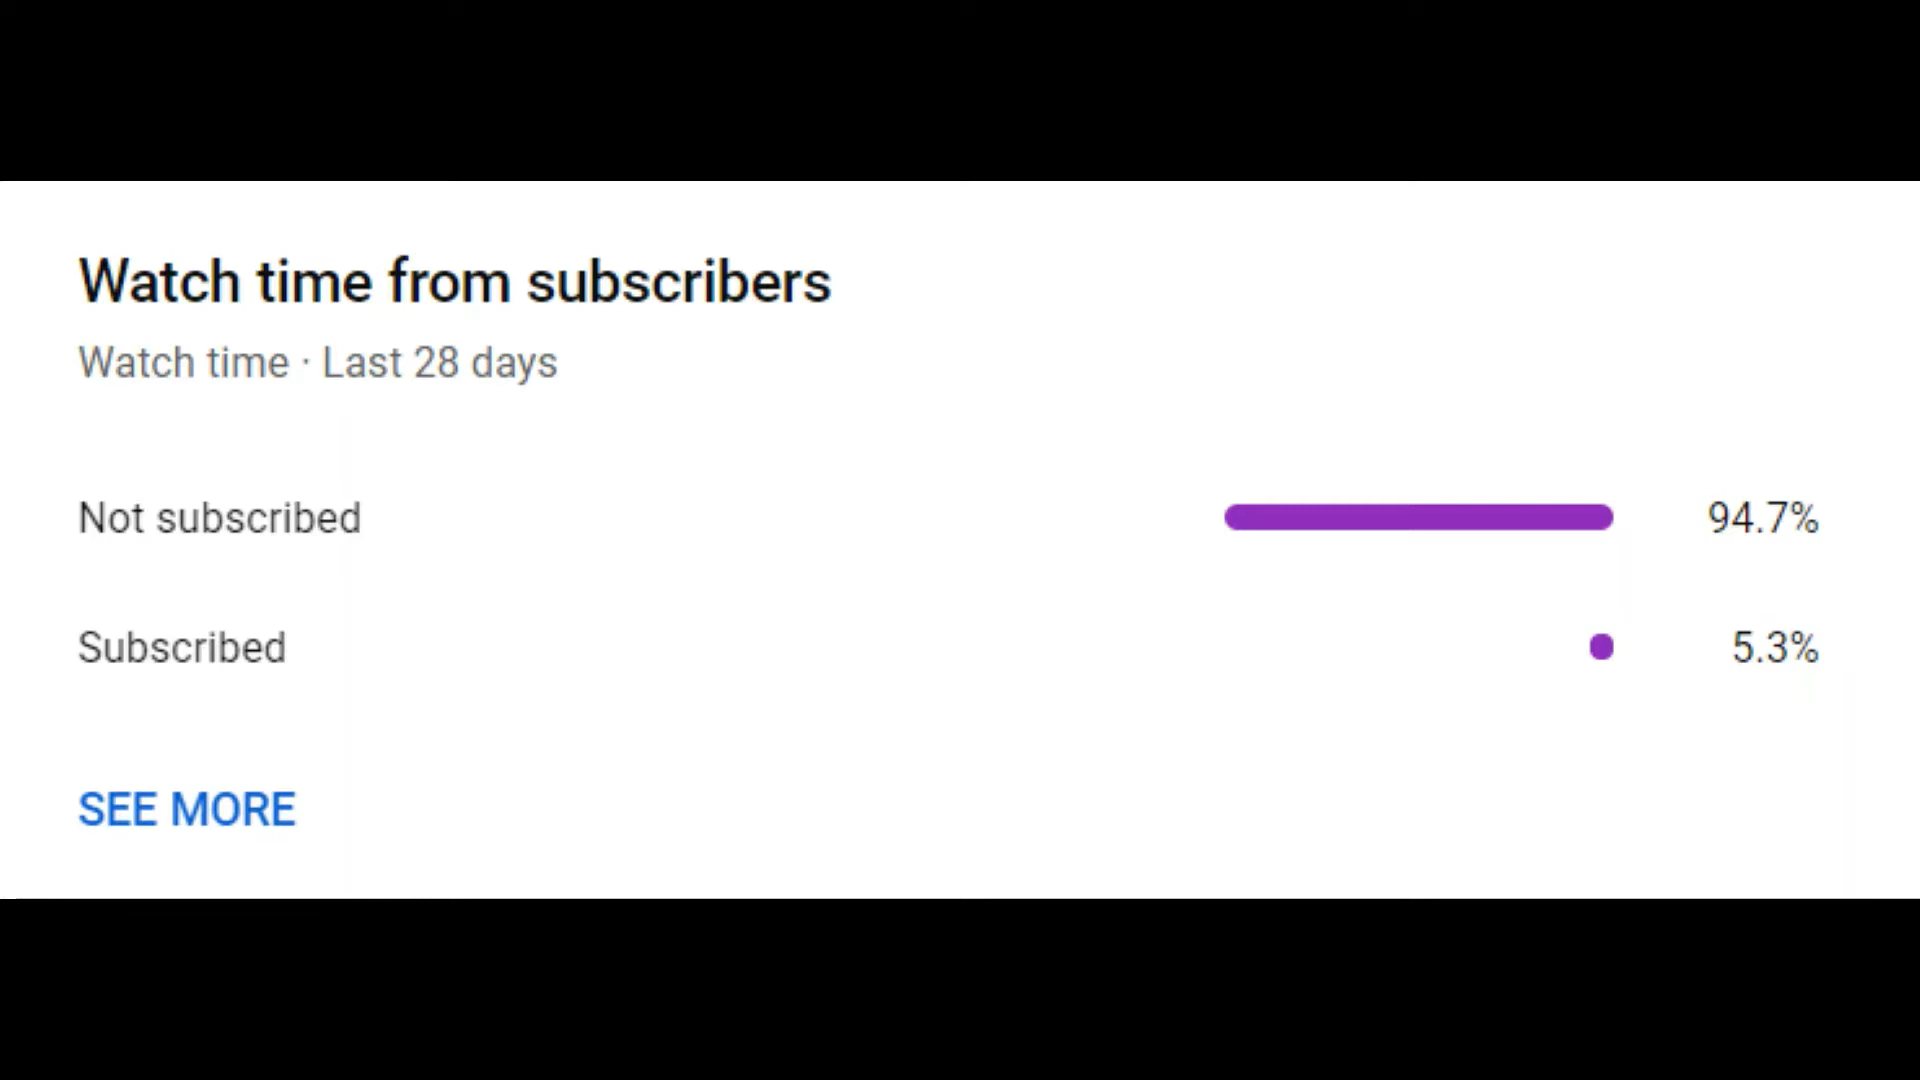 Watch time from subscribers
Watch time · Last 28 days
Not subscribed 94.7%
Subscribed 5.3%
SEE MORE